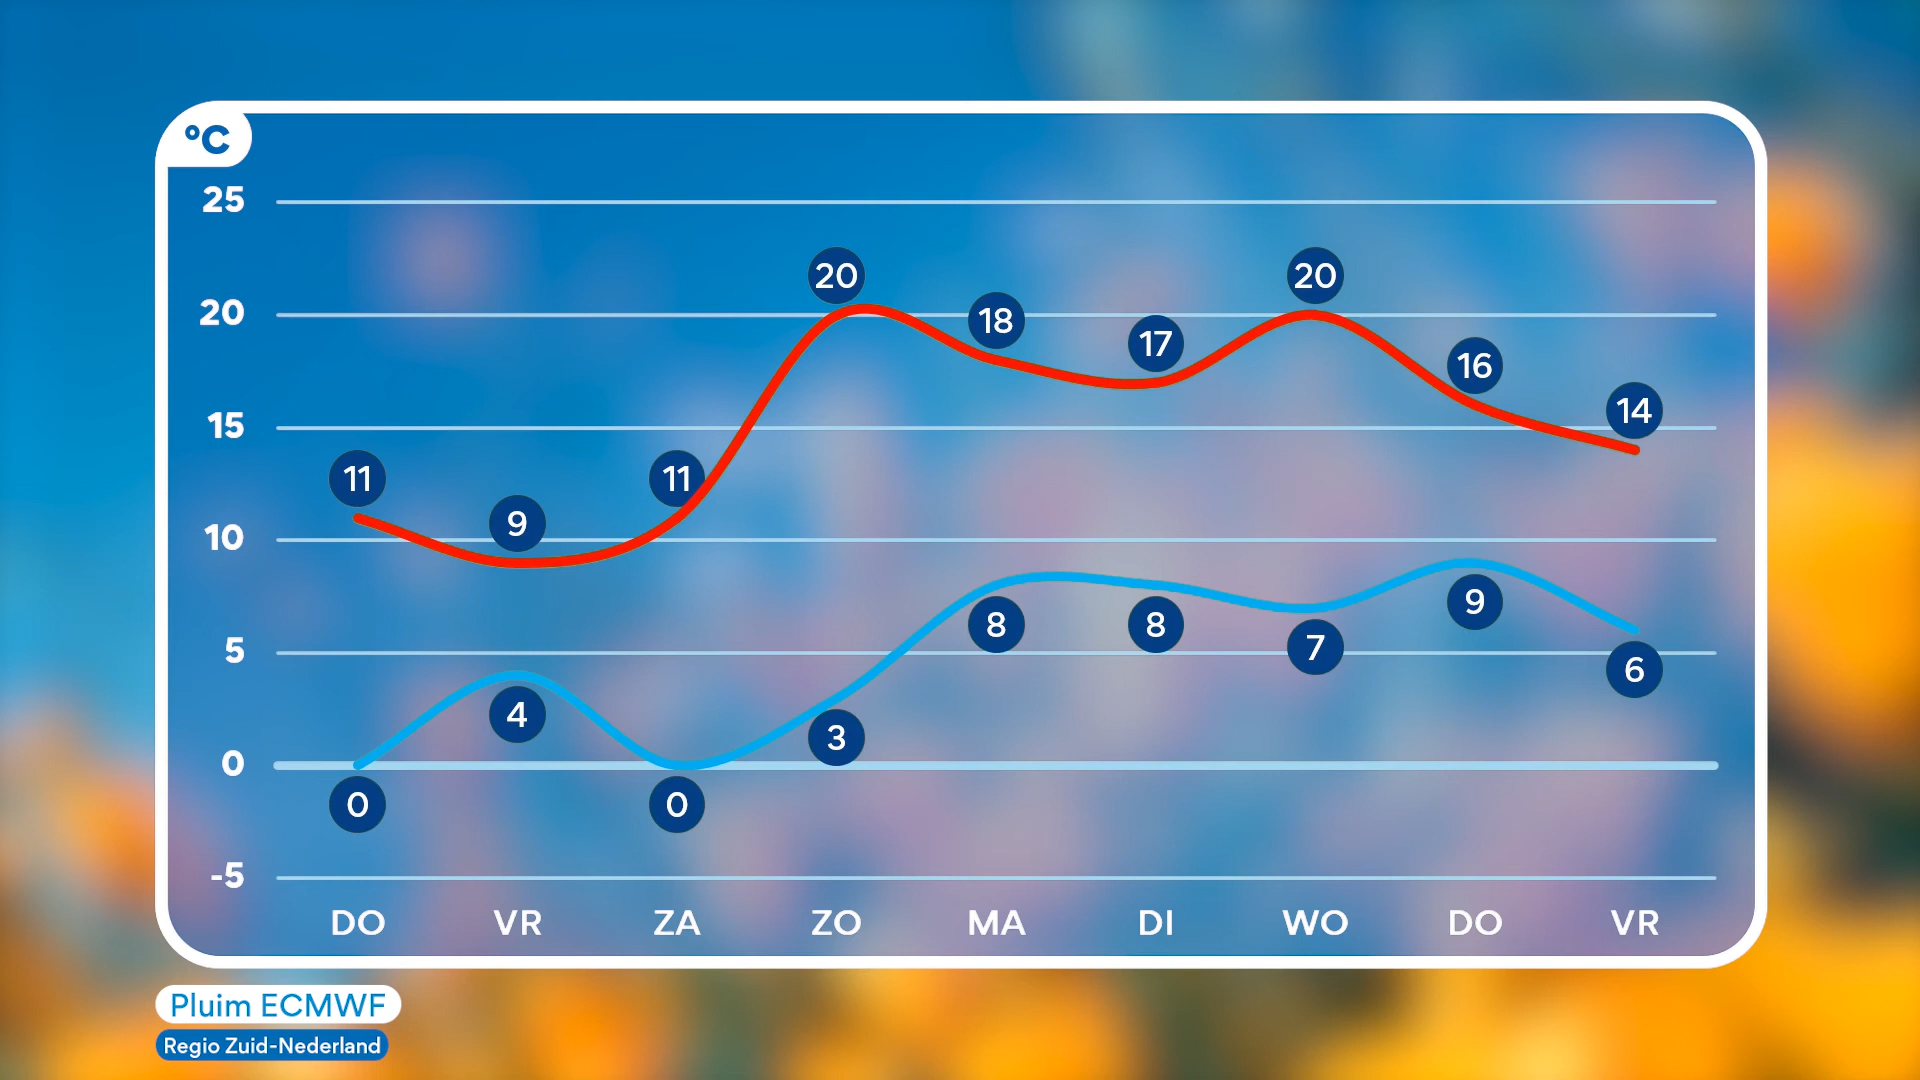 °C
25
20
15
10
5
0
-5
11 9 11 20 18 17 20 16 14
0 4 0 3 8 8 7 9 6
DO VR ZA ZO MA DI WO DO VR
Pluim ECMWF
Regio Zuid-Nederland